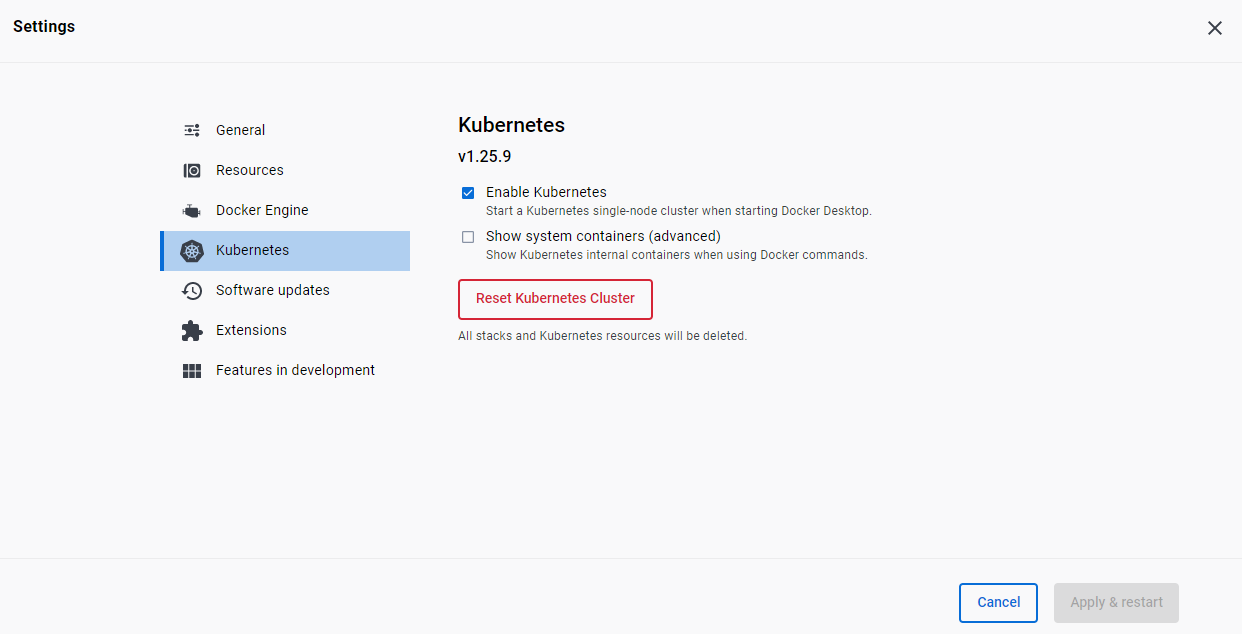 Settings
General
Resources
Docker Engine
Kubernetes
Software updates
Extensions
Features in development
Kubernetes
v1.25.9
Enable Kubernetes
Start a Kubernetes single-node cluster when starting Docker Desktop.
Show system containers (advanced)
Show Kubernetes internal containers when using Docker commands.
Reset Kubernetes Cluster
All stacks and Kubernetes resources will be deleted.
Cancel
Apply & restart